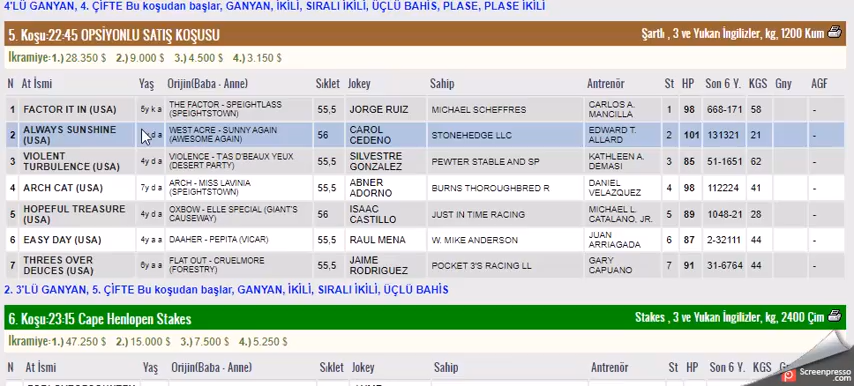 4'LÜ GANYAN, 4. ÇİFTE Bu koşudan başlar, GANYAN, İKİLİ, SIRALI İKİLİ, ÜÇLÜ BAHİS, PLASE, PLASE İKİLİ
5. Koşu:22:45 OPSİYONLU SATIŞ KOŞUSU Şartlı , 3 ve Yukarı İngilizler, kg, 1200 Kum
İkramiye:1.) 28.350 $ 2.) 9.000 $ 3.) 4.500 $ 4.) 3.150 $
N At İsmi Yaş Orijin(Baba - Anne) Sıklet Jokey Sahip Antrenör St HP Son 6 Y. KGS Gny AGF
1 FACTOR IT IN (USA) 5y k a THE FACTOR - SPEIGHTLASS (SPEIGHTSTOWN) 55,5 JORGE RUIZ MICHAEL SCHEFFRES CARLOS A. MANCILLA 1 98 668-171 58 -
2 ALWAYS SUNSHINE (USA) d a WEST ACRE - SUNNY AGAIN (AWESOME AGAIN) 56 CAROL CEDENO STONEHEDGE LLC EDWARD T. ALLARD 2 101 131321 21 -
3 VIOLENT TURBULENCE (USA) 4y d a VIOLENCE - T'AS D'BEAUX YEUX (DESERT PARTY) 55,5 SILVESTRE GONZALEZ PEWTER STABLE AND SP KATHLEEN A. DEMASI 3 85 51-1651 62 -
4 ARCH CAT (USA) 7y d a ARCH - MISS LAVINIA (SPEIGHTSTOWN) 55,5 ABNER ADORNO BURNS THOROUGHBRED R DANIEL VELAZQUEZ 4 98 112224 41 -
5 HOPEFUL TREASURE (USA) 4y d a OXBOW - ELLE SPECIAL (GIANT'S CAUSEWAY) 56 ISAAC CASTILLO JUST IN TIME RACING MICHAEL L. CATALANO, JR. 5 89 1048-21 28 -
6 EASY DAY (USA) 4y a a DAAHER - PEPITA (VICAR) 55,5 RAUL MENA W. MIKE ANDERSON JUAN ARRIAGADA 6 87 2-32111 44 -
7 THREES OVER DEUCES (USA) 6y a a FLAT OUT - CRUELMORE (FORESTRY) 55,5 JAIME RODRIGUEZ POCKET 3'S RACING LL GARY CAPUANO 7 91 31-6764 44 -
2. 3'LÜ GANYAN, 5. ÇİFTE Bu koşudan başlar, GANYAN, İKİLİ, SIRALI İKİLİ, ÜÇLÜ BAHİS
6. Koşu:23:15 Cape Henlopen Stakes Stakes , 3 ve Yukarı İngilizler, kg, 2400 Çim
İkramiye:1.) 47.250 $ 2.) 15.000 $ 3.) 7.500 $ 4.) 5.250 $
N At İsmi Yaş Orijin(Baba - Anne) Sıklet Jokey Sahip Antrenör St HP Son 6 Y. KGS
Screenpresso.com